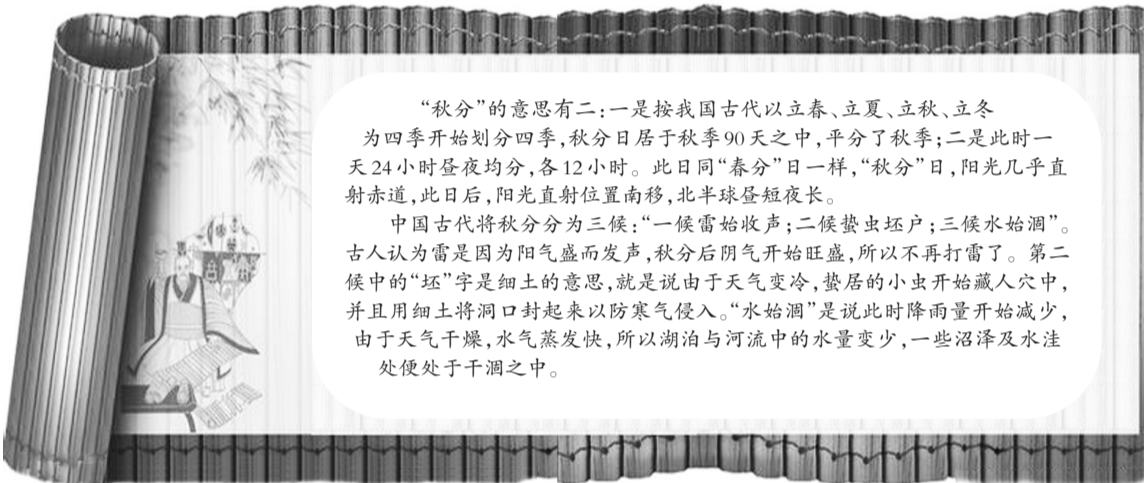 “秋分”的意思有二:一是按我国古代以立春、立夏、立秋、立冬
为四季开始划分四季,秋分日居于秋季90天之中,平分了秋季;二是此时一
天24小时昼夜均分,各12小时。此日同“春分”日一样,“秋分”日,阳光几乎直
射赤道,此日后,阳光直射位置南移,北半球昼短夜长。
中国古代将秋分分为三候:“一候雷始收声;二候蛰虫坯户;三候水始涸”。
古人认为雷是因为阳气盛而发声,秋分后阴气开始旺盛,所以不再打雷了。第二
候中的“坯”字是细土的意思,就是说由于天气变冷,蛰居的小虫开始藏人穴中,
并且用细土将洞口封起来以防寒气侵入。“水始涸”是说此时降雨量开始减少,
由于天气干燥,水气蒸发快,所以湖泊与河流中的水量变少,一些沼泽及水洼
处便处于干涸之中。